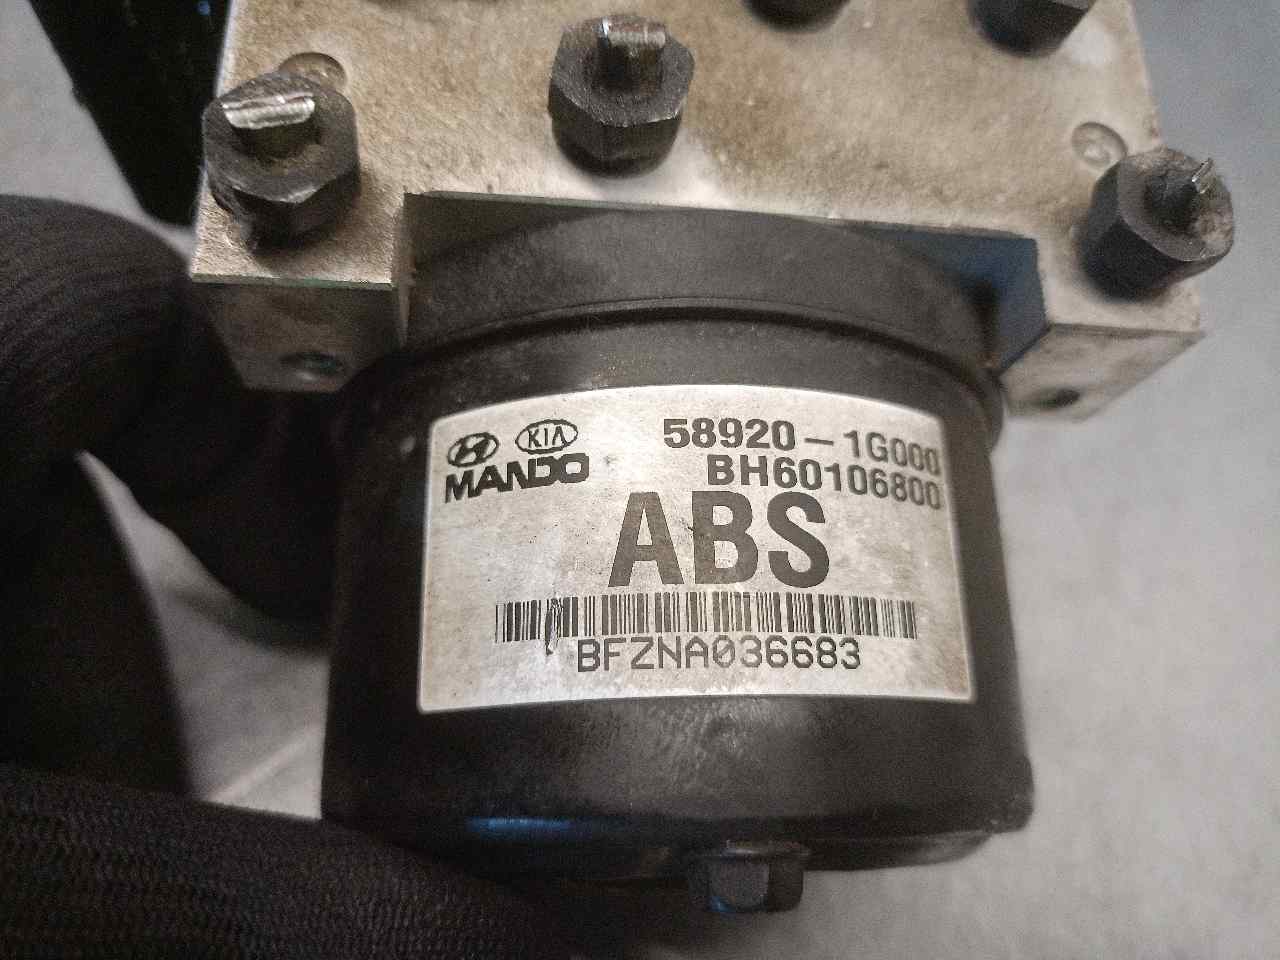 KIA
MANDO
58920-1G000
BH60106800
ABS
BFZNA036683